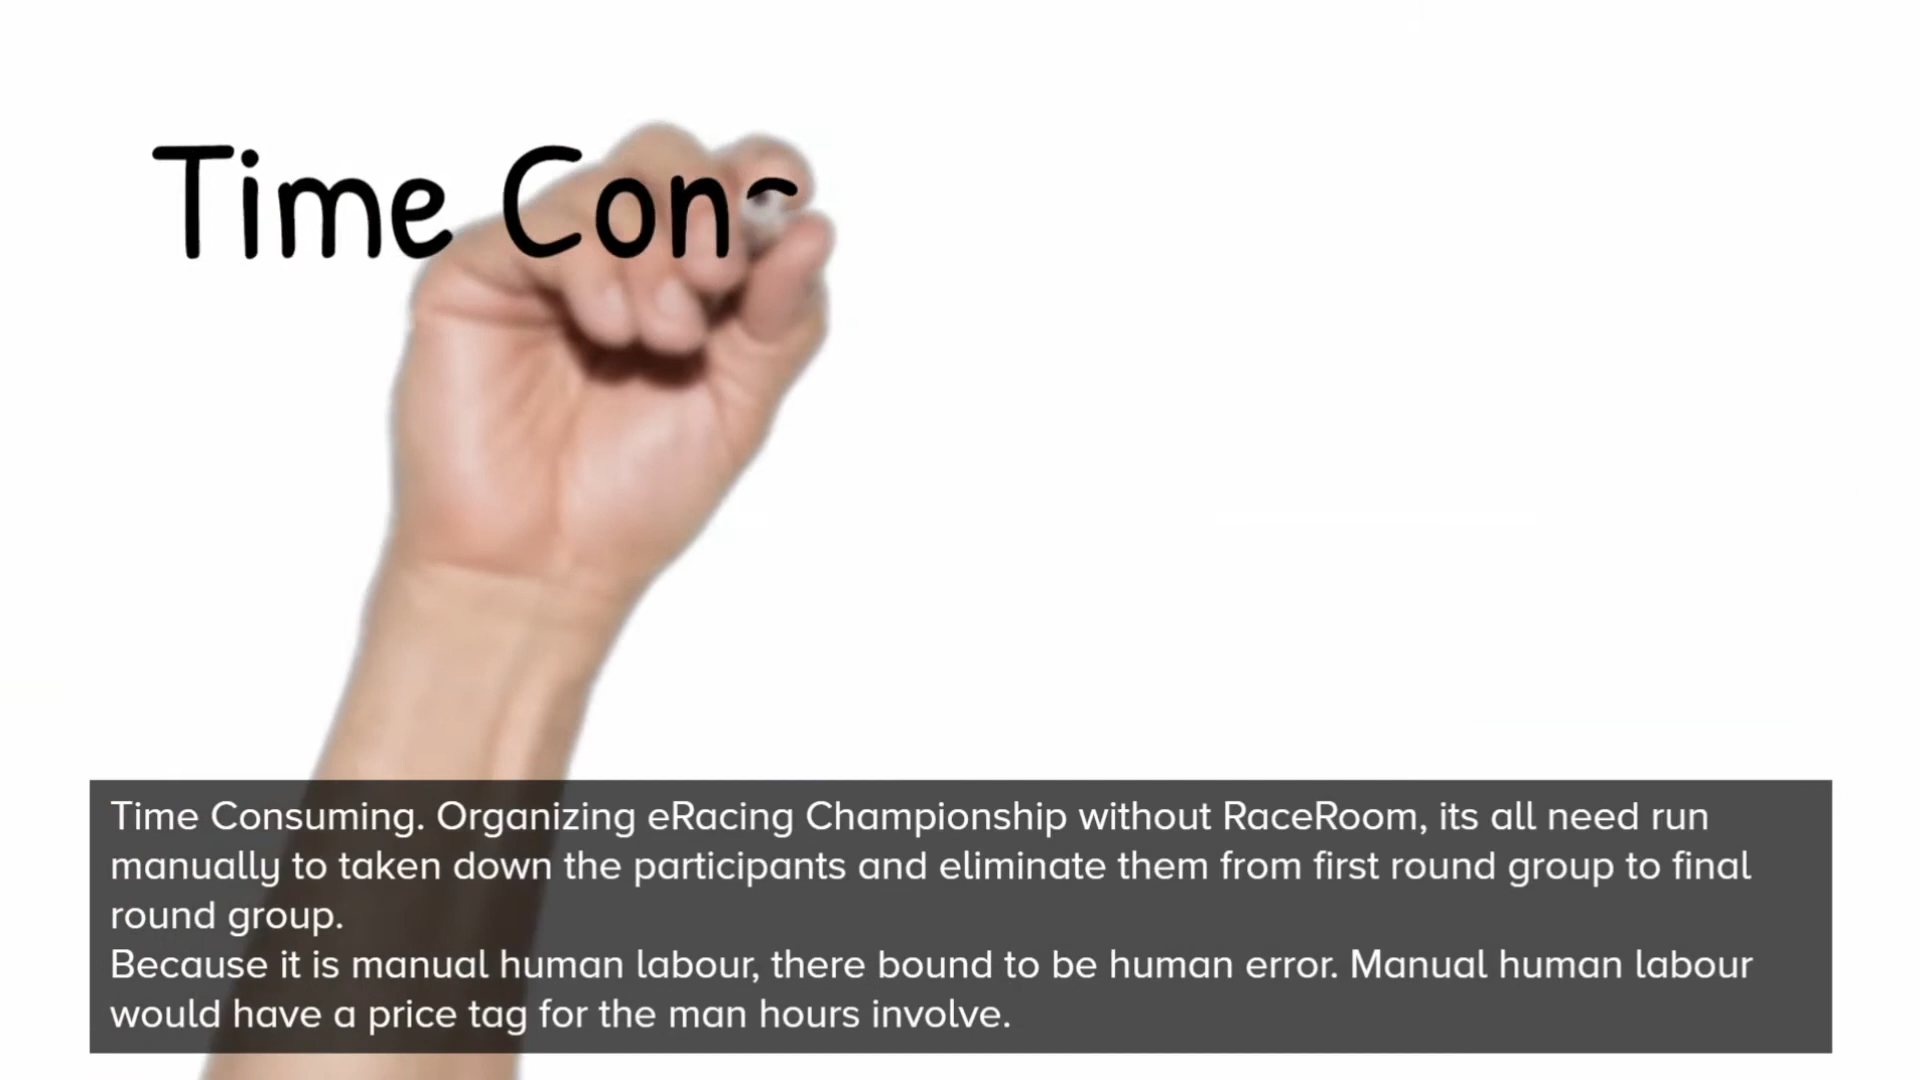 Time Con
Time Consuming. Organizing eRacing Championship without RaceRoom, its all need run
manually to taken down the participants and eliminate them from first round group to final
round group.
Because it is manual human labour, there bound to be human error. Manual human labour
would have a price tag for the man hours involve.